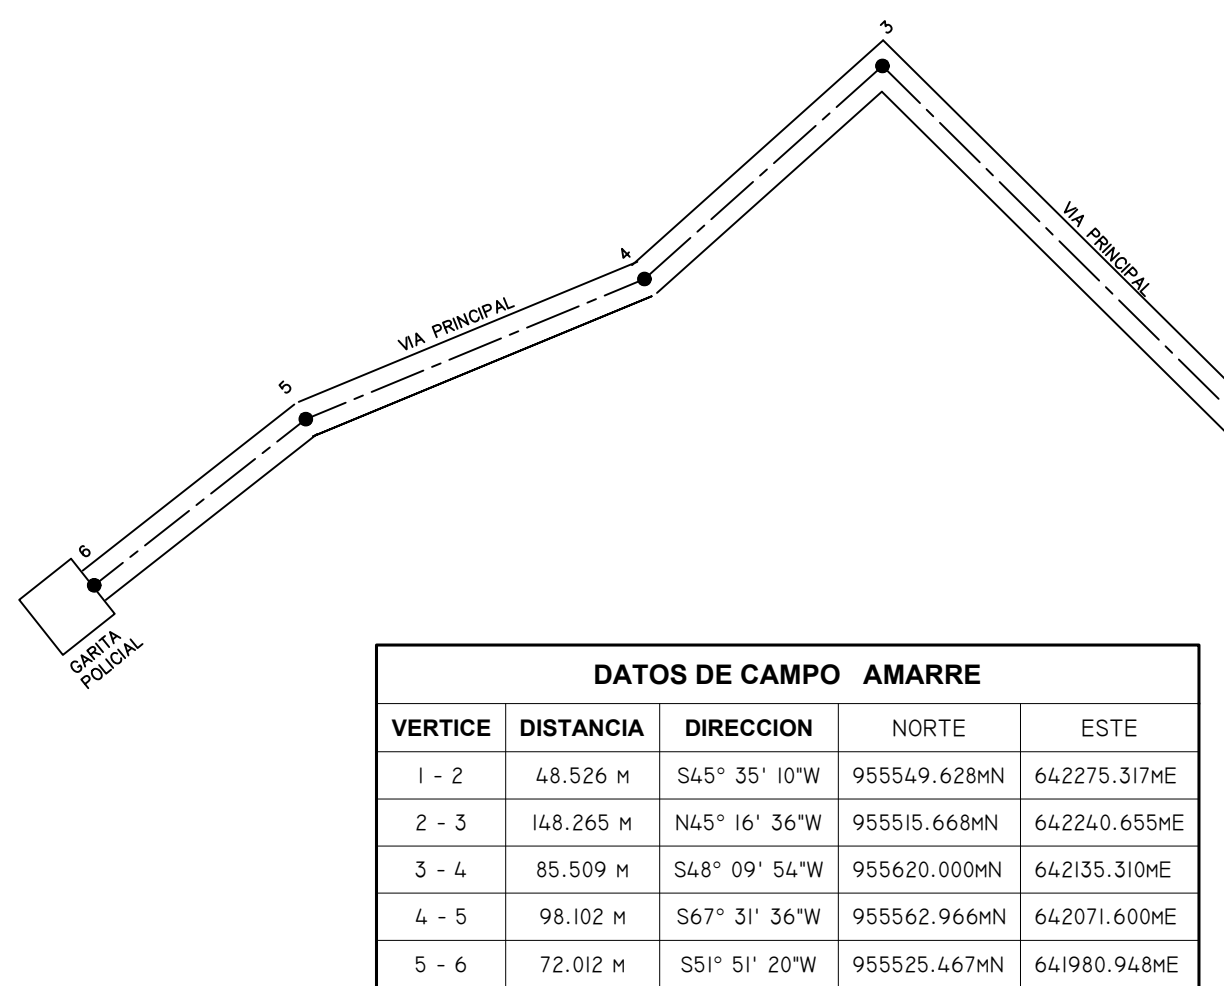 3
VIA PRINCIPAL
4
VIA PRINCIPAL
5
6
GARITA
POLICIAL
DATOS DE CAMPO AMARRE
VERTICE DISTANCIA DIRECCION NORTE ESTE
1 - 2 48.526 M S45° 35' 10"W 955549.628MN 642275.317ME
2 - 3 148.265 M N45° 16' 36"W 955515.668MN 642240.655ME
3 - 4 85.509 M S48° 09' 54"W 955620.000MN 642135.310ME
4 - 5 98.102 M S67° 31' 36"W 955562.966MN 642071.600ME
5 - 6 72.012 M S51° 51' 20"W 955525.467MN 641980.948ME